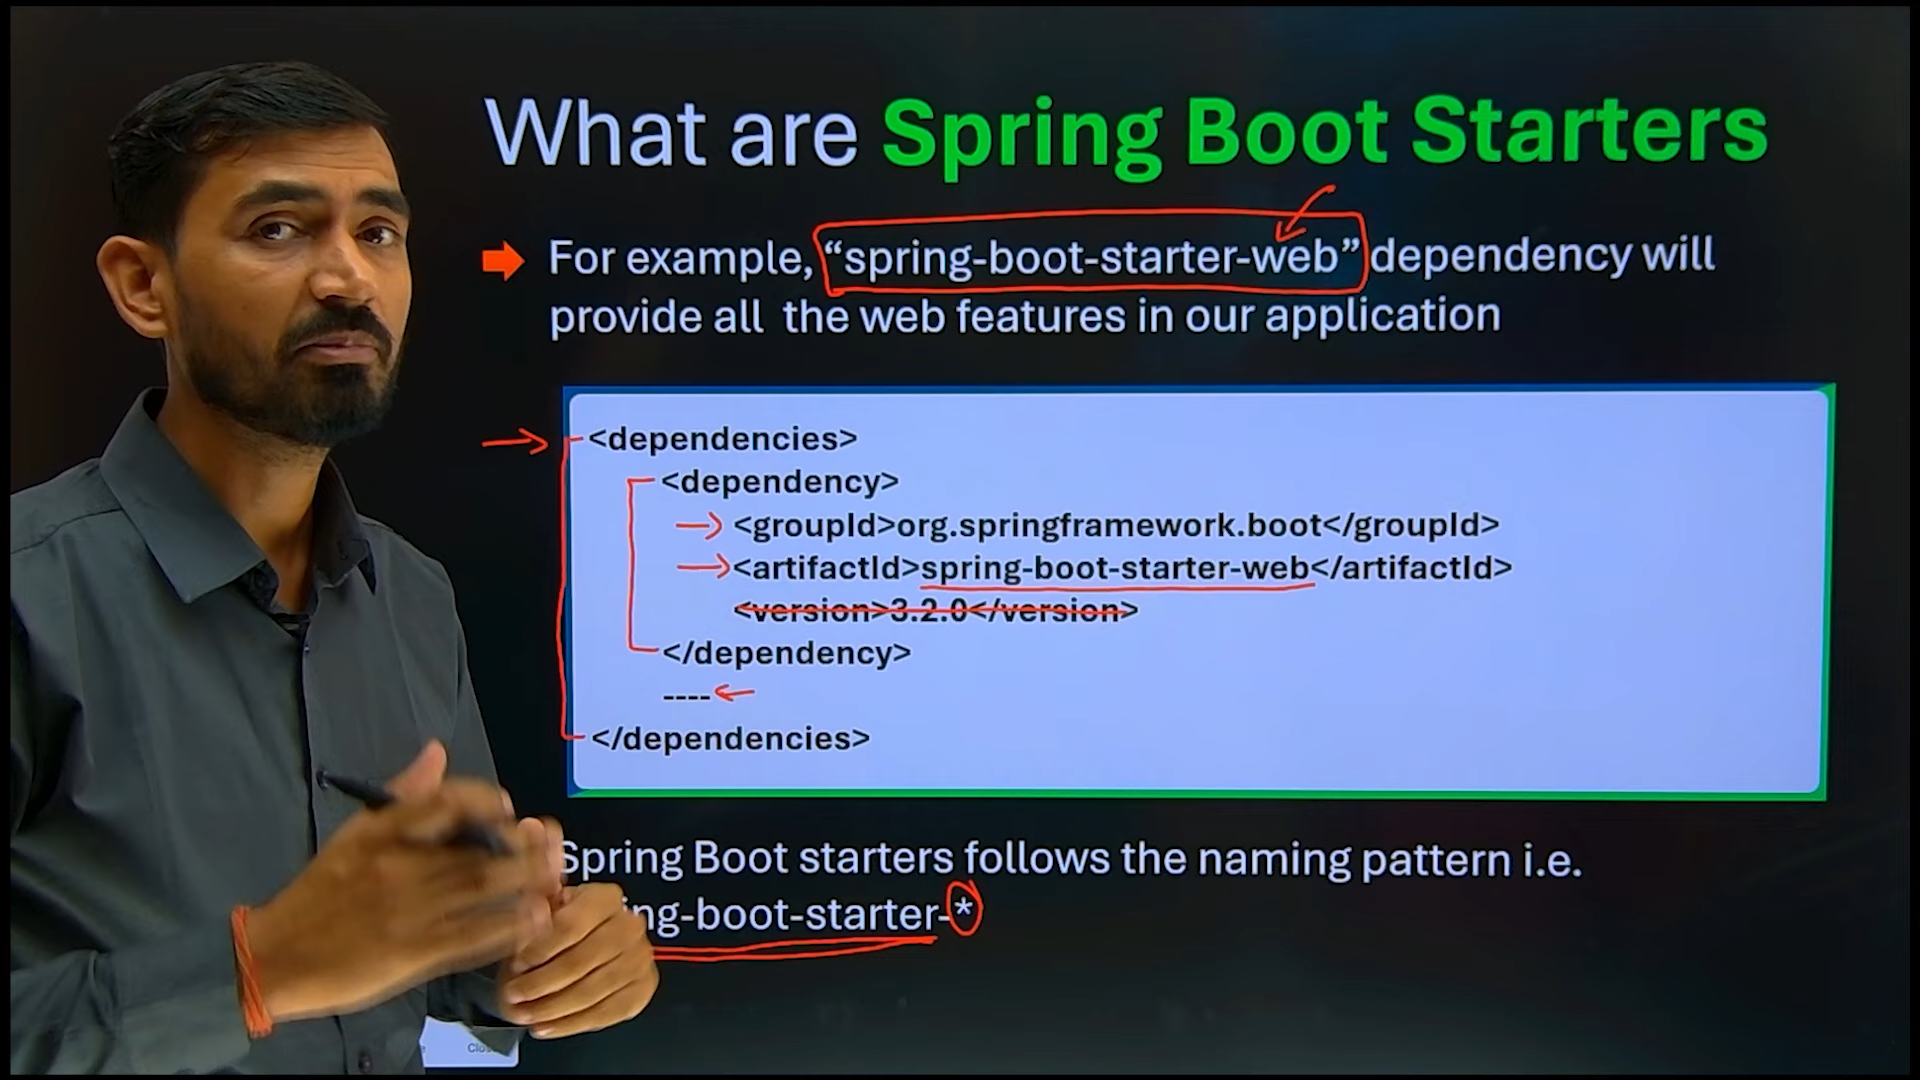 What are Spring Boot Starters
For example, “spring-boot-starter-web” dependency will
provide all the web features in our application
<dependencies>
<dependency>
<groupId>org.springframework.boot</groupId>
<artifactId>spring-boot-starter-web</artifactId>
<version>3.2.0</version>
</dependency>
----
</dependencies>
Spring Boot starters follows the naming pattern i.e.
ng-boot-starter-*